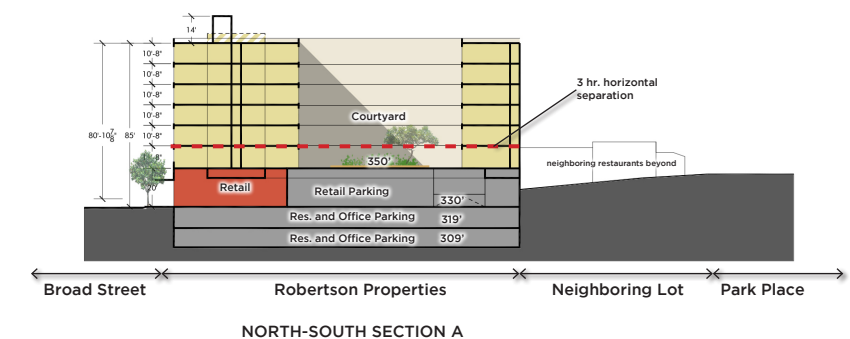 14'
10'-8"
10'-8"
10'-8"
10'-8"
10'-8"
80'-10 7/8"
85'
8"
20'
3 hr. horizontal
separation
Courtyard
neighboring restaurants beyond
350'
Retail
Retail Parking
330'
Res. and Office Parking 319'
Res. and Office Parking 309'
Broad Street
Robertson Properties
Neighboring Lot
Park Place
NORTH-SOUTH SECTION A